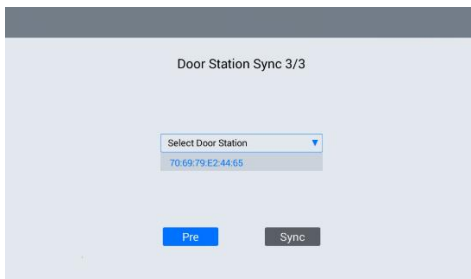 Door Station Sync 3/3
Select Door Station
70:69:79:E2:44:65
Pre
Sync